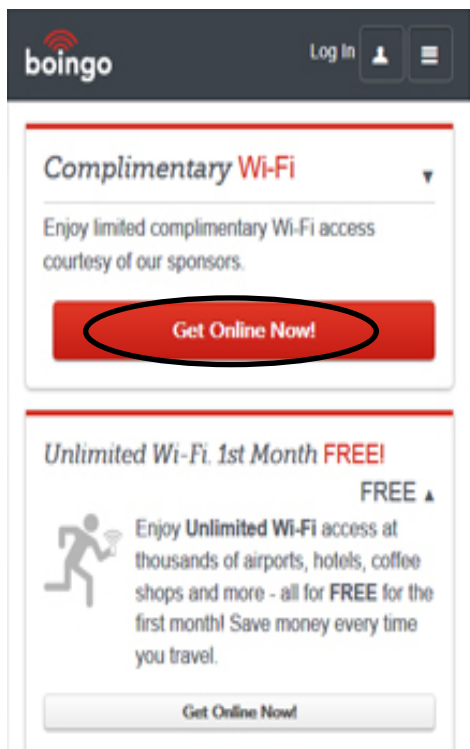 boingo
Log In
Complimentary Wi-Fi
Enjoy limited complimentary Wi-Fi access
courtesy of our sponsors.
Get Online Now!
Unlimited Wi-Fi. 1st Month FREE!
FREE
Enjoy Unlimited Wi-Fi access at
thousands of airports, hotels, coffee
shops and more - all for FREE for the
first month! Save money every time
you travel.
Get Online Now!